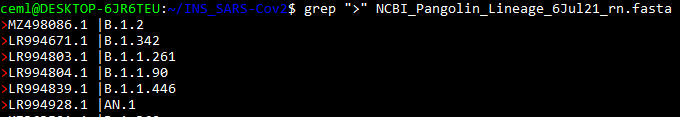 ceml@DESKTOP-6JR6TEU:~/INS_SARS-Cov2$ grep ">" NCBI_Pangolin_Lineage_6Jul21_rn.fasta
>MZ498086.1 |B.1.2
>LR994671.1 |B.1.342
>LR994803.1 |B.1.1.261
>LR994804.1 |B.1.1.90
>LR994839.1 |B.1.1.446
>LR994928.1 |AN.1